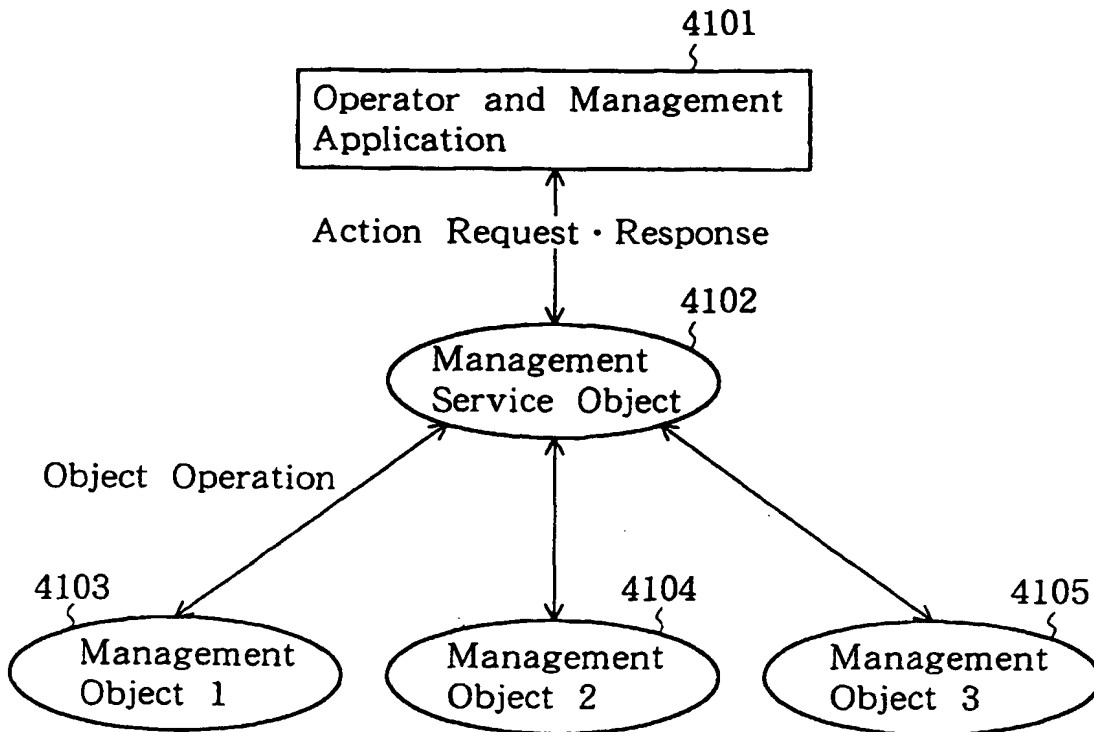 4101
Operator and Management
Application
Action Request · Response
4102
Management
Service Object
Object Operation
4103
4104
4105
Management
Object 1
Management
Object 2
Management
Object 3